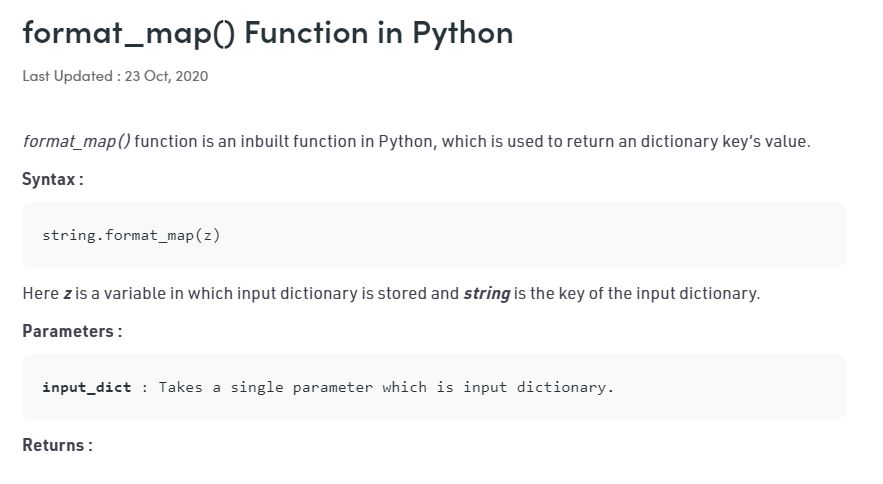 format_map() Function in Python
Last Updated : 23 Oct, 2020
format_map() function is an inbuilt function in Python, which is used to return an dictionary key's value.
Syntax :
string.format_map(z)
Here z is a variable in which input dictionary is stored and string is the key of the input dictionary.
Parameters :
input_dict : Takes a single parameter which is input dictionary.
Returns :